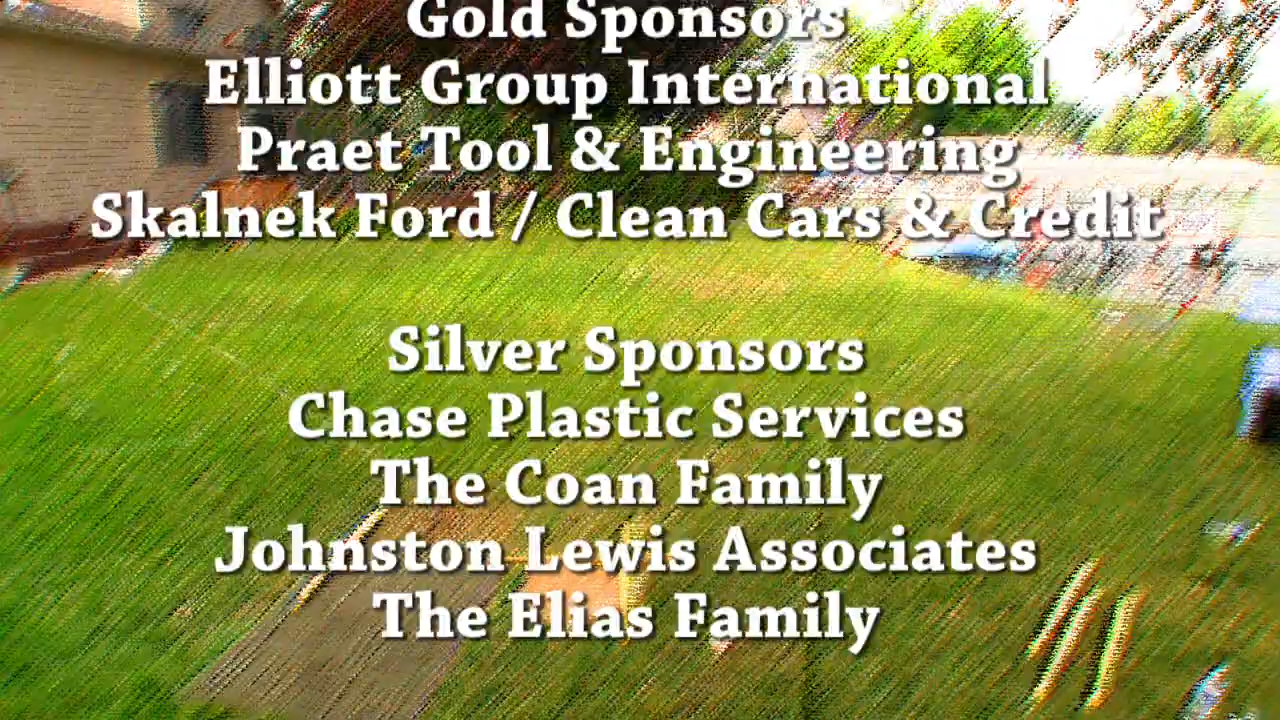 Gold Sponsors
Elliott Group International
Praet Tool & Engineering
Skalnek Ford / Clean Cars & Credit
Silver Sponsors
Chase Plastic Services
The Coan Family
Johnston Lewis Associates
The Elias Family